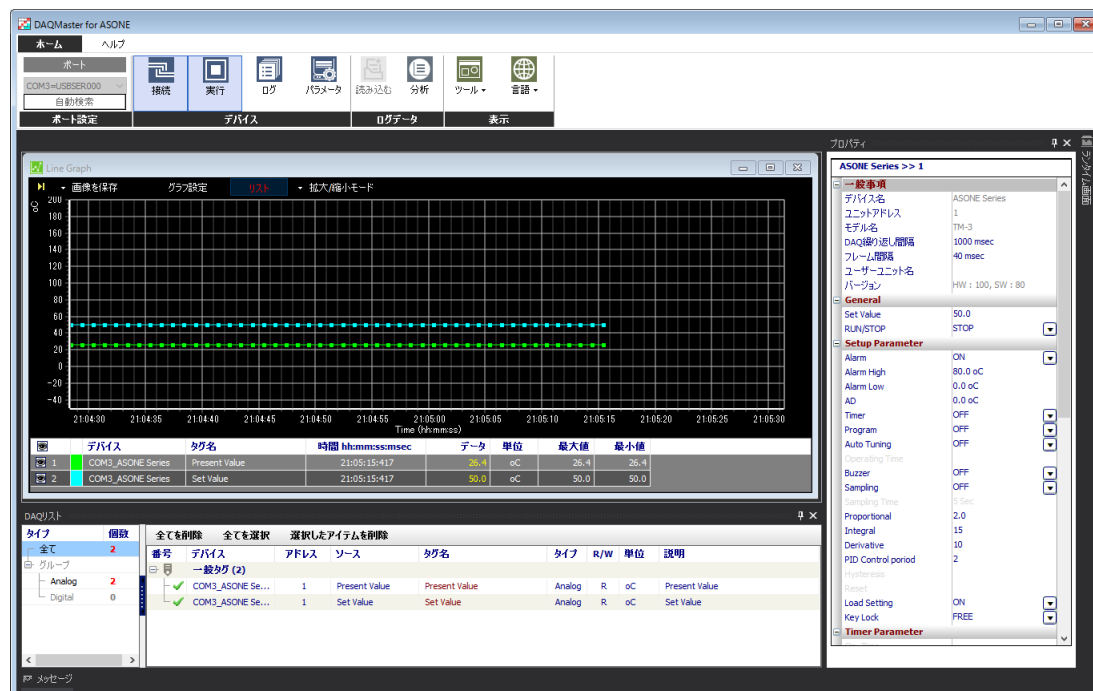 DAQMaster for ASONE
ホーム ヘルプ
ポート
COM3=USBSER000
自動検索
ポート設定
接続 実行 ログ パラメータ
デバイス
読み込む 分析
ログデータ
ツール 言語
表示
Line Graph
画像を保存 グラフ設定 リスト 拡大/縮小モード
oC
200
180
160
140
120
100
80
60
40
20
0
-20
-40
21:04:30 21:04:35 21:04:40 21:04:45 21:04:50 21:04:55 21:05:00 21:05:05 21:05:10 21:05:15 21:05:20 21:05:25 21:05:30
Time (hh:mm:ss)
デバイス タグ名 時間 hh:mm:ss:msec データ 単位 最大値 最小値
1 COM3_ASONE Series Present Value 21:05:15:417 26.4 oC 26.4 26.4
2 COM3_ASONE Series Set Value 21:05:15:417 50.0 oC 50.0 50.0
DAQリスト
タイプ 個数
全て 2
グループ
Analog 2
Digital 0
全てを削除 全てを選択 選択したアイテムを削除
番号 デバイス アドレス ソース タグ名 タイプ R/W 単位 説明
一般タグ (2)
COM3_ASONE Se... 1 Present Value Present Value Analog R oC Present Value
COM3_ASONE Se... 1 Set Value Set Value Analog R oC Set Value
メッセージ
プロパティ
ASONE Series >> 1
一般事項
デバイス名 ASONE Series
ユニットアドレス 1
モデル名 TM-3
DAQ繰り返し間隔 1000 msec
フレーム間隔 40 msec
ユーザーユニット名
バージョン HW : 100, SW : 80
General
Set Value 50.0
RUN/STOP STOP
Setup Parameter
Alarm ON
Alarm High 80.0 oC
Alarm Low 0.0 oC
AD 0.0 oC
Timer OFF
Program OFF
Auto Tuning OFF
Operating Time
Buzzer OFF
Sampling OFF
Sampling Time 5 Sec
Proportional 2.0
Integral 15
Derivative 10
PID Control poriod 2
Hysteresis
Reset
Load Setting ON
Key Lock FREE
Timer Parameter
ランタイム画面